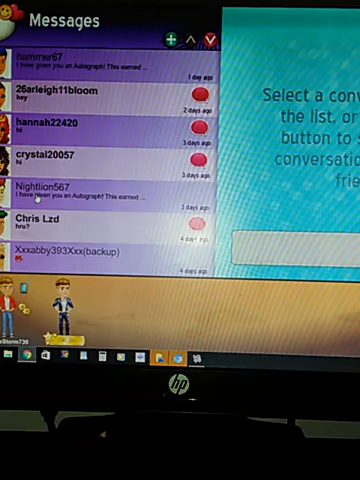 Messages
hammer67
I have given you an Autograph! This earned ...
1 day ago
26arleigh11bloom
hey
2 days ago
hannah22420
hi
3 days ago
crystal20057
hi
3 days ago
Nightlion567
I have given you an Autograph! This earned ...
3 days ago
Chris Lzd
hru?
4 days ago
Xxxabby393Xxx(backup)
4 days ago
Select a conv
the list, or
button to s
conversatio
frie
Storm736
hp